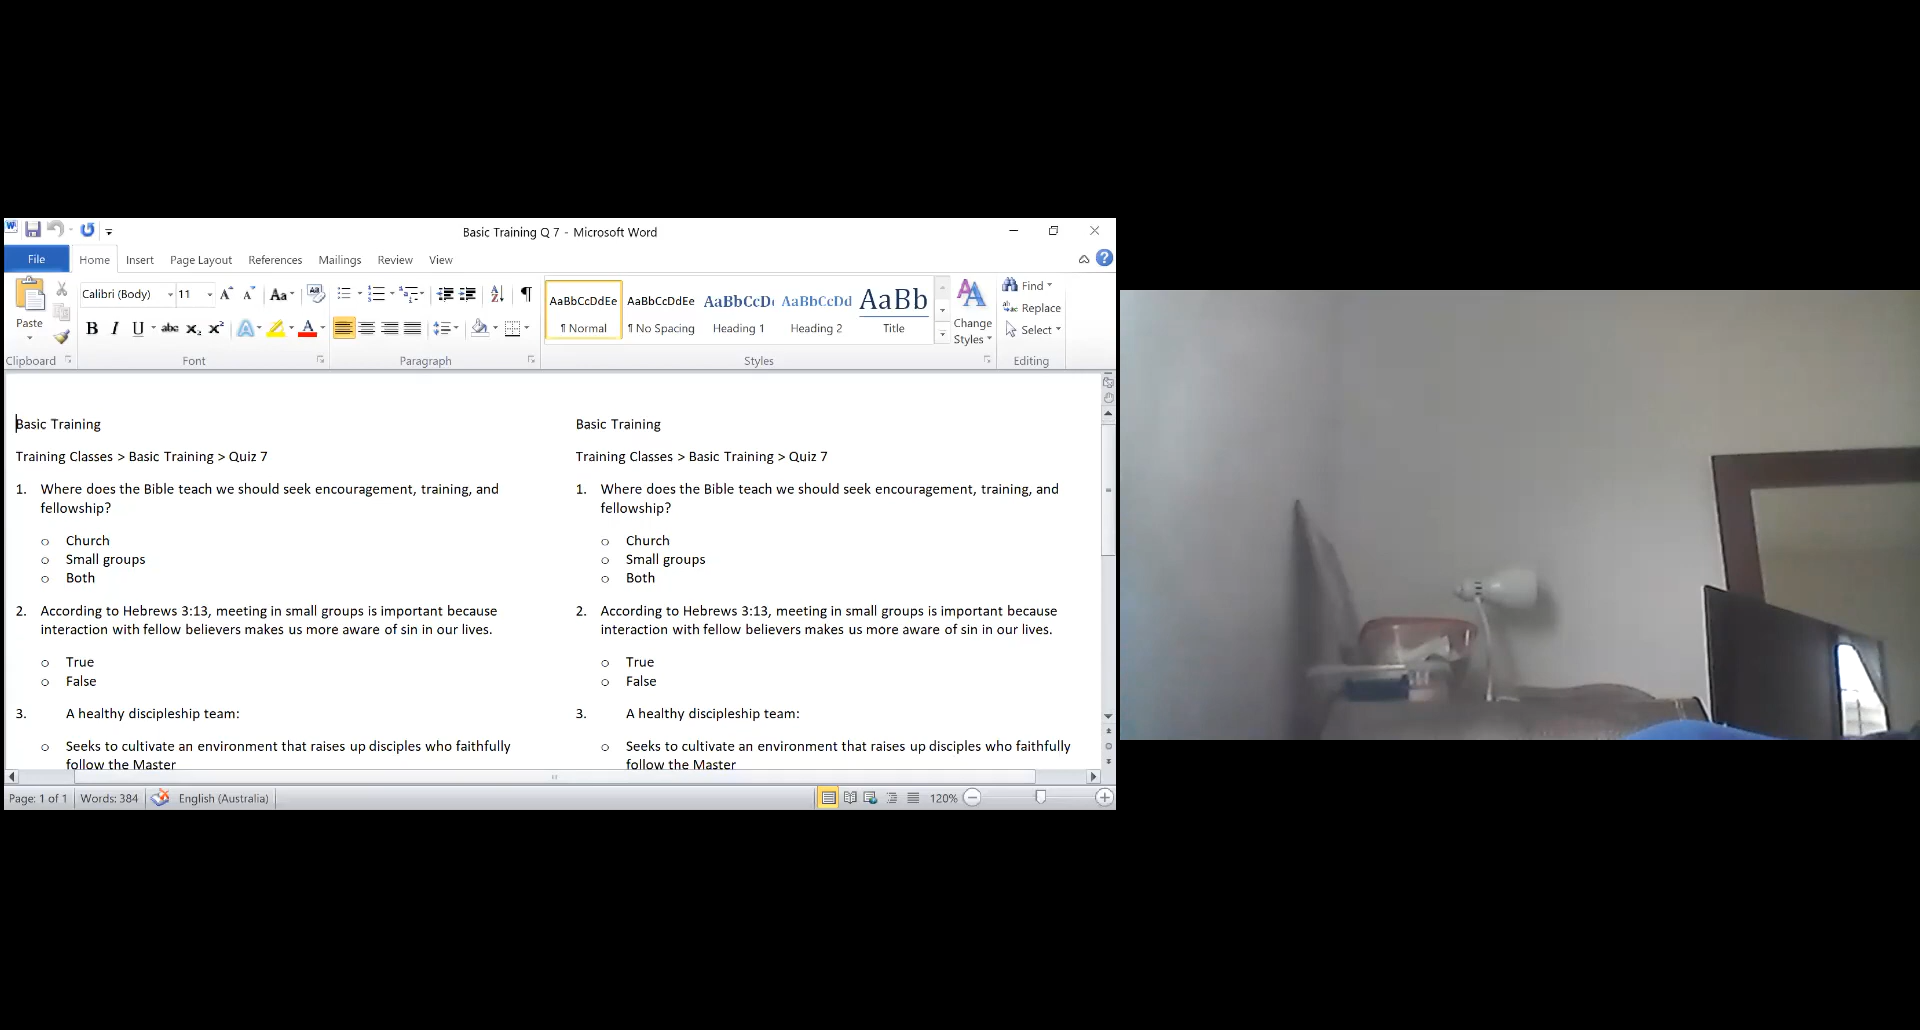 Basic Training Q 7 - Microsoft Word
File Home Insert Page Layout References Mailings Review View
Calibri (Body) 11
Find
Replace
Select
Paste
AaBbCcDdEe AaBbCcDdEe AaBbCcDc AaBbCcDd AaBb
¶ Normal ¶ No Spacing Heading 1 Heading 2 Title
Change
Styles
Clipboard Font Paragraph Styles Editing
Basic Training
Training Classes > Basic Training > Quiz 7
1. Where does the Bible teach we should seek encouragement, training, and
fellowship?
o Church
o Small groups
o Both
2. According to Hebrews 3:13, meeting in small groups is important because
interaction with fellow believers makes us more aware of sin in our lives.
o True
o False
3. A healthy discipleship team:
o Seeks to cultivate an environment that raises up disciples who faithfully
follow the Master
Basic Training
Training Classes > Basic Training > Quiz 7
1. Where does the Bible teach we should seek encouragement, training, and
fellowship?
o Church
o Small groups
o Both
2. According to Hebrews 3:13, meeting in small groups is important because
interaction with fellow believers makes us more aware of sin in our lives.
o True
o False
3. A healthy discipleship team:
o Seeks to cultivate an environment that raises up disciples who faithfully
follow the Master
Page: 1 of 1 Words: 384 English (Australia) 120%